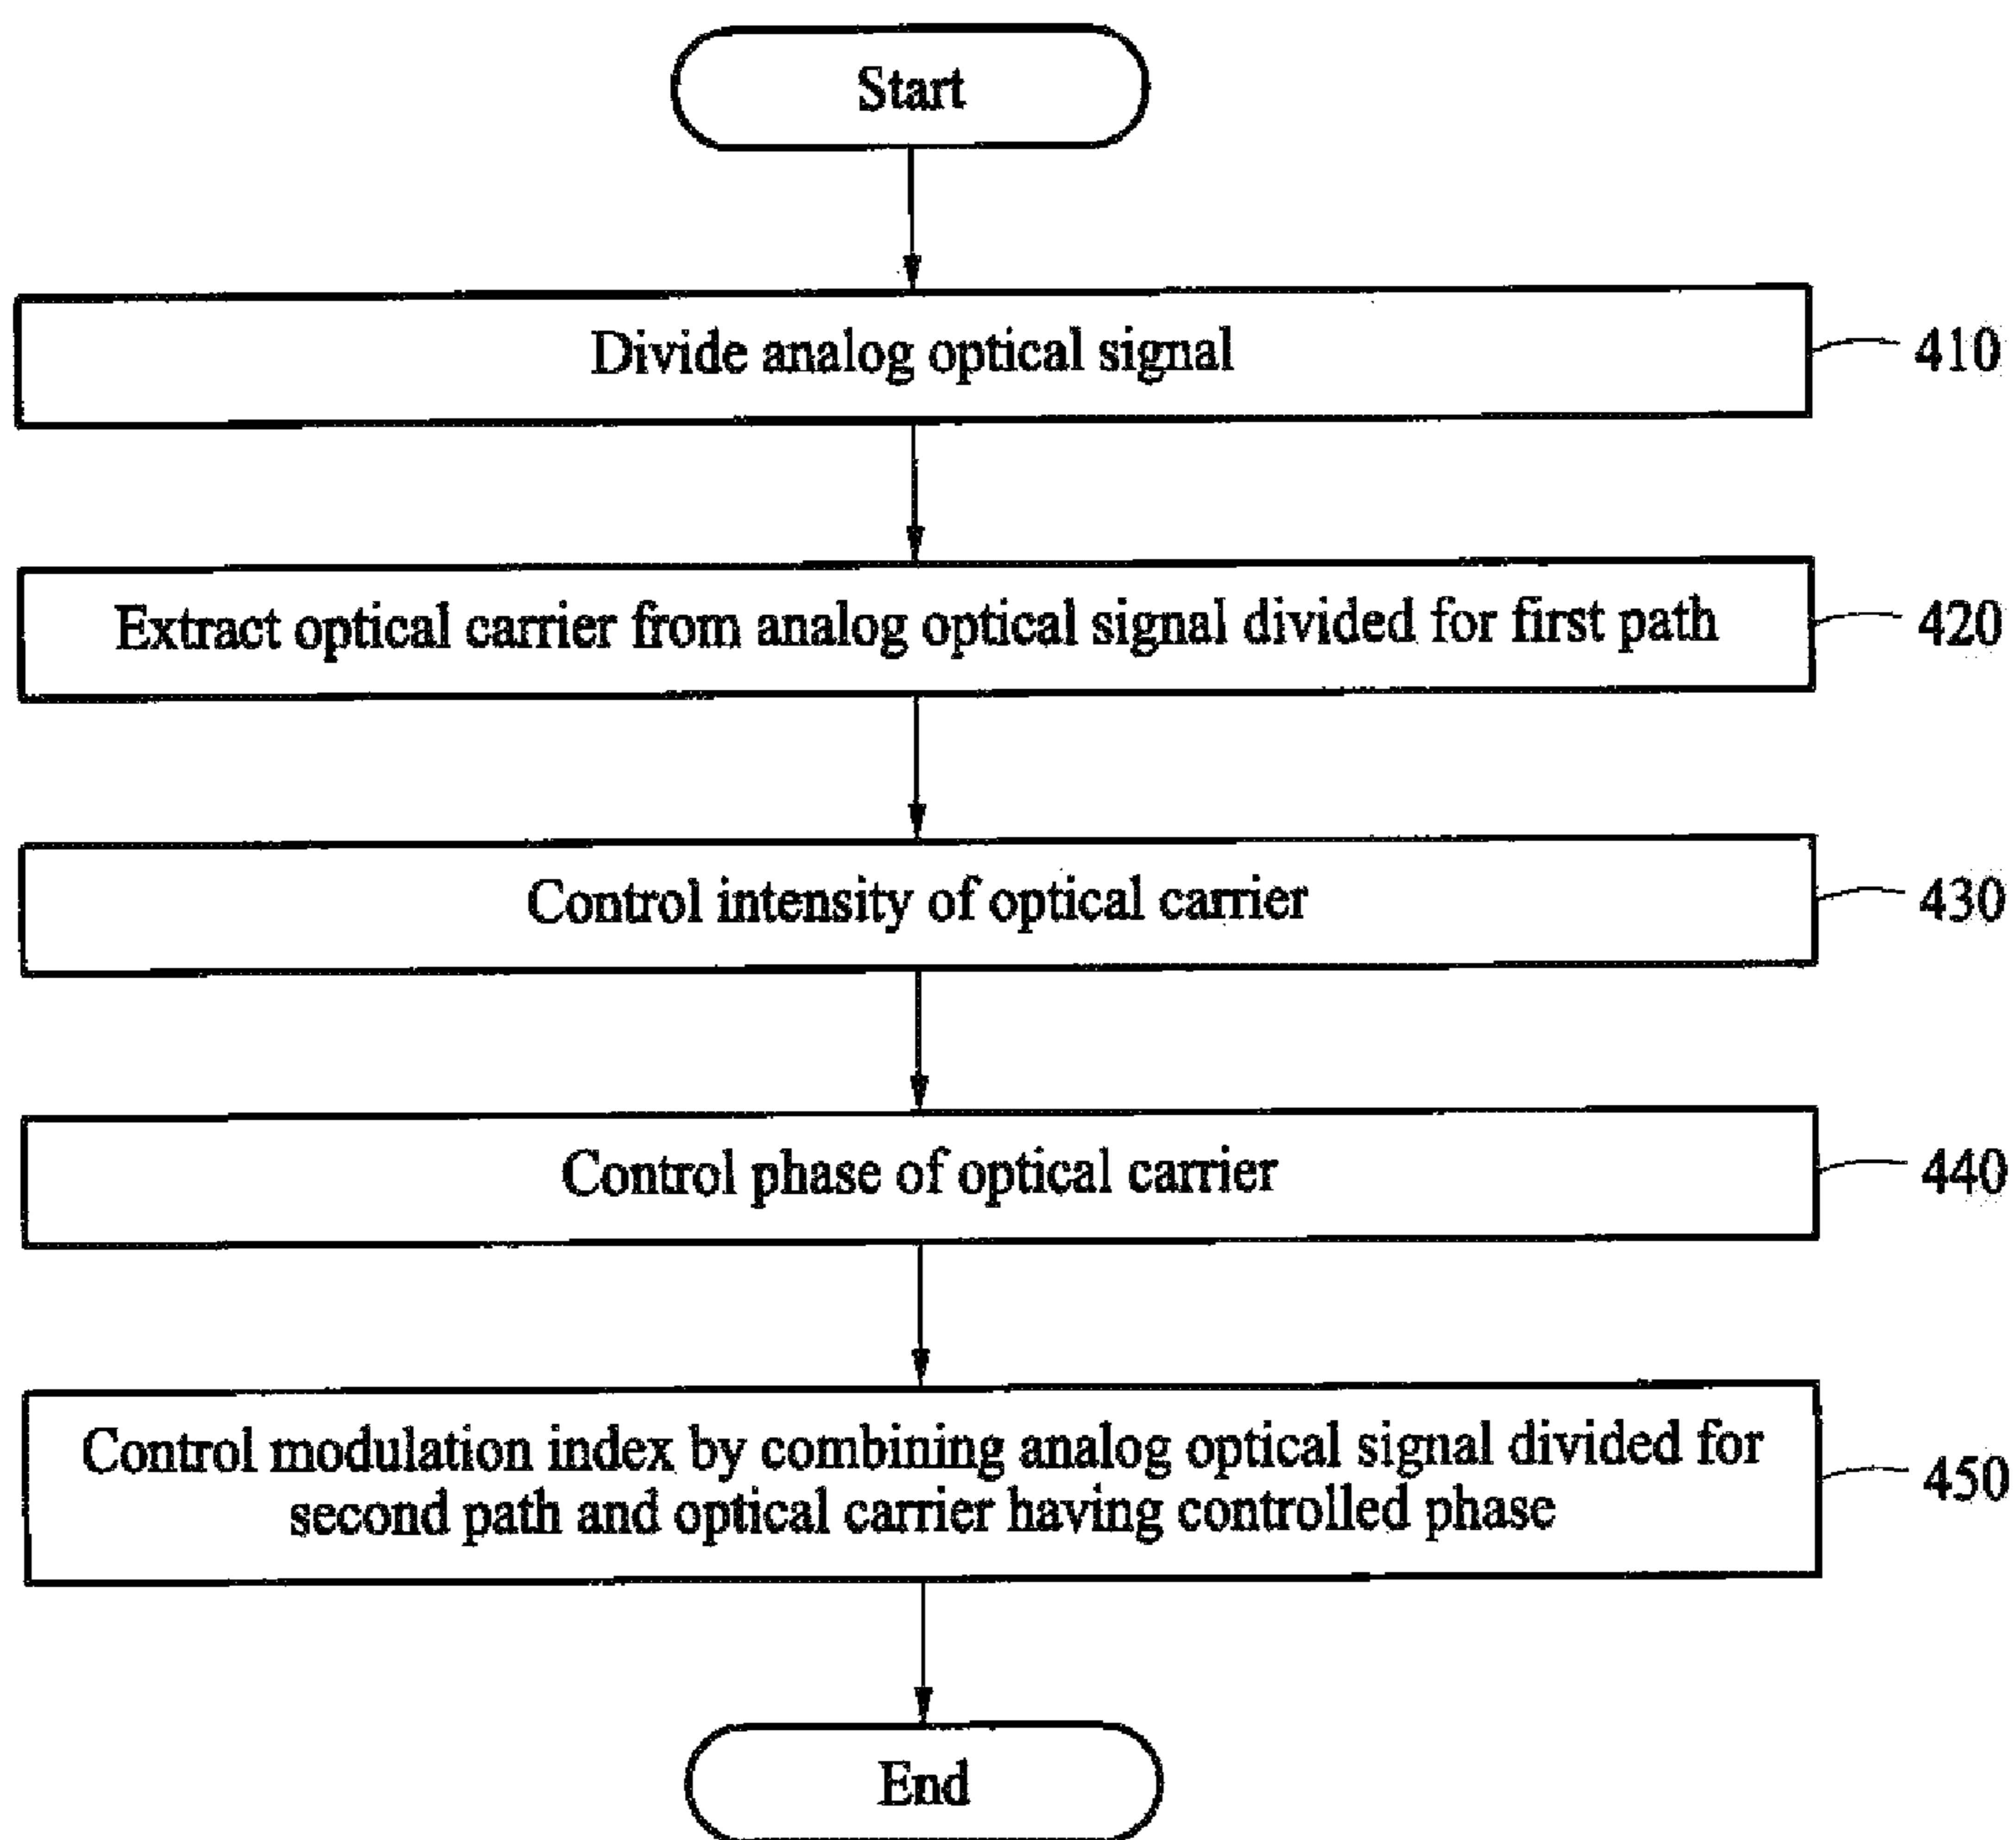 Start
Divide analog optical signal
410
Extract optical carrier from analog optical signal divided for first path
420
Control intensity of optical carrier
430
Control phase of optical carrier
440
Control modulation index by combining analog optical signal divided for
second path and optical carrier having controlled phase
450
End